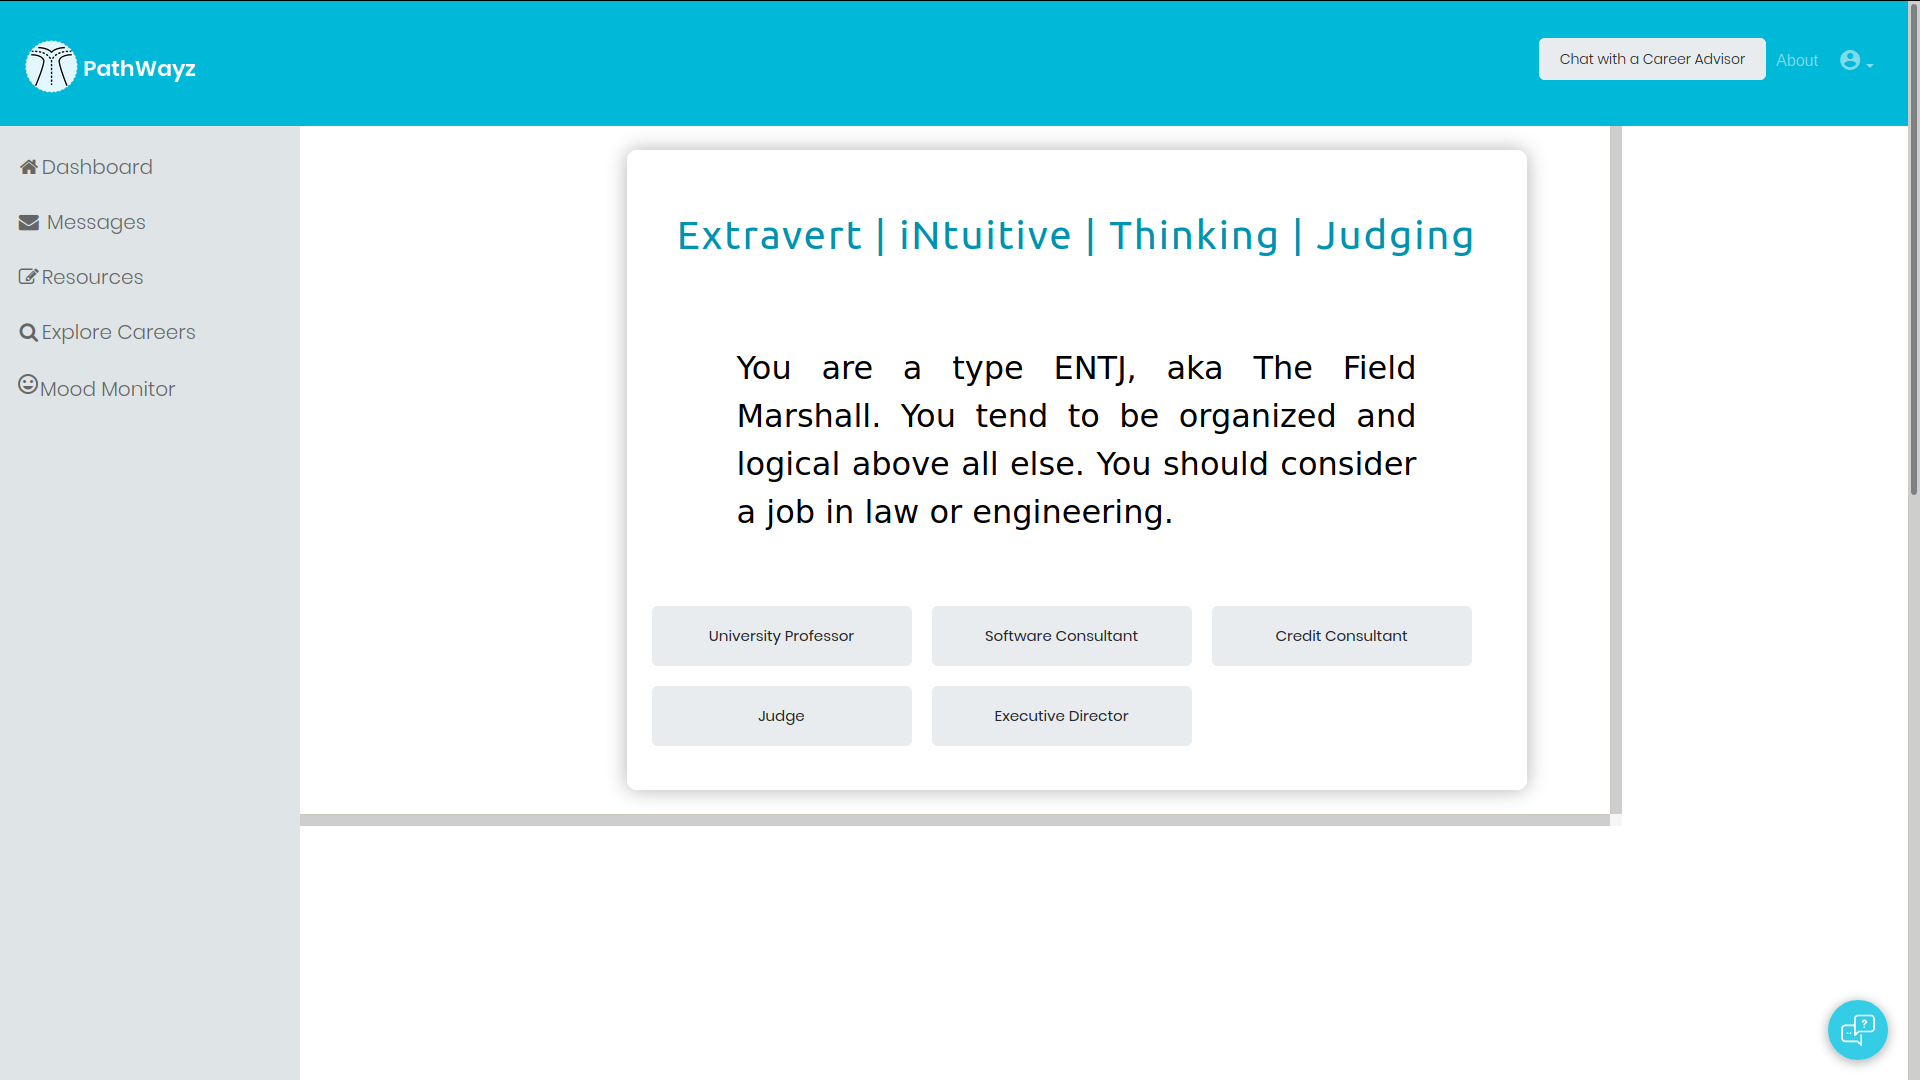 PathWayz
Chat with a Career Advisor
About
Dashboard
Messages
Resources
Explore Careers
Mood Monitor
Extravert | iNtuitive | Thinking | Judging
You are a type ENTJ, aka The Field
Marshall. You tend to be organized and
logical above all else. You should consider
a job in law or engineering.
University Professor
Software Consultant
Credit Consultant
Judge
Executive Director
?